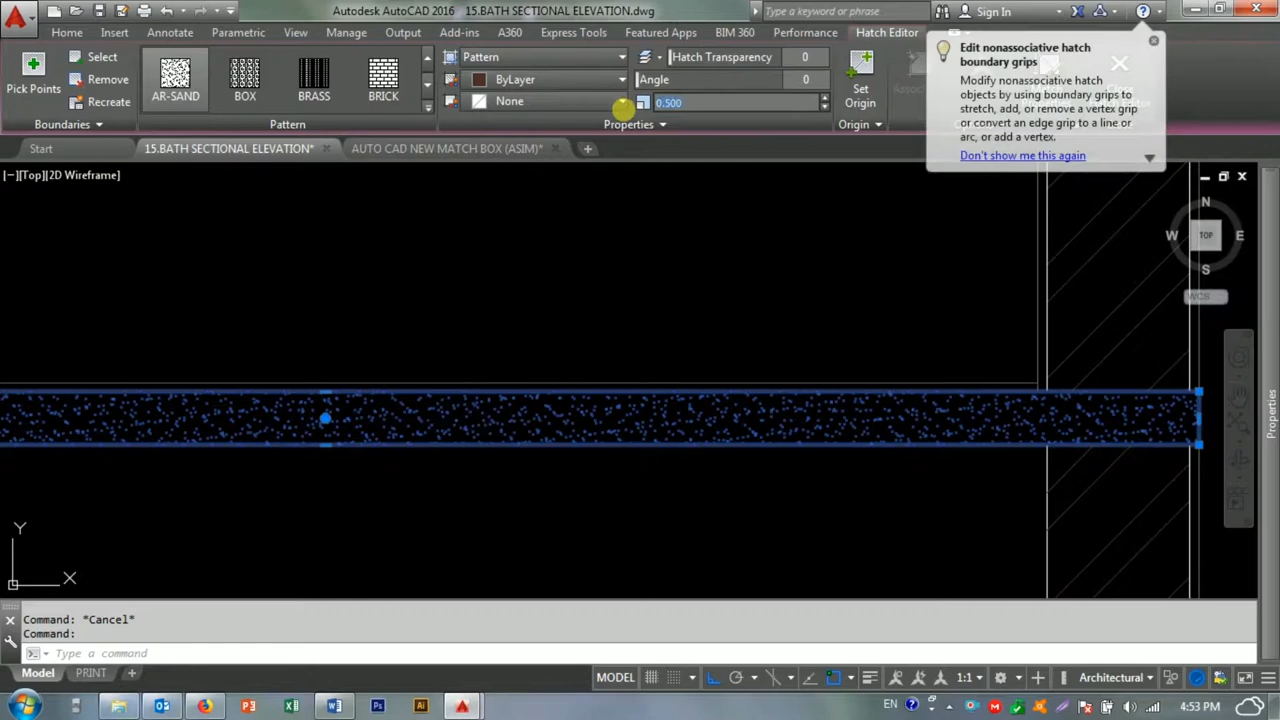 Autodesk AutoCAD 2016 15.BATH SECTIONAL ELEVATION.dwg
Type a keyword or phrase
Sign In
Home Insert Annotate Parametric View Manage Output Add-ins A360 Express Tools Featured Apps BIM 360 Performance Hatch Editor
Pick Points
Select
Remove
Recreate
Boundaries
AR-SAND
BOX
BRASS
BRICK
Pattern
Pattern
ByLayer
None
Hatch Transparency 0
Angle 0
0.500
Properties
Set
Origin
Origin
Edit nonassociative hatch
boundary grips
Modify nonassociative hatch
objects by using boundary grips to
stretch, add, or remove a vertex grip
or convert an edge grip to a line or
arc, or add a vertex.
Don't show me this again
Start
15.BATH SECTIONAL ELEVATION*
AUTO CAD NEW MATCH BOX (ASIM)*
[−][Top][2D Wireframe]
N
W TOP E
S
WCS
Properties
Y
X
Command: *Cancel*
Command:
Type a command
Model PRINT
MODEL
1:1
Architectural
EN
4:53 PM